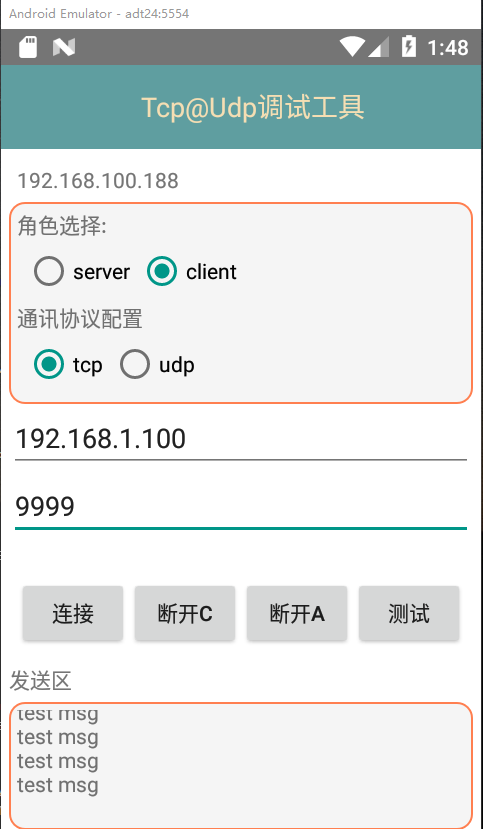 Android Emulator - adt24:5554
1:48
Tcp@Udp调试工具
192.168.100.188
角色选择:
server client
通讯协议配置
tcp udp
192.168.1.100
9999
连接 断开C 断开A 测试
发送区
test msg
test msg
test msg
test msg